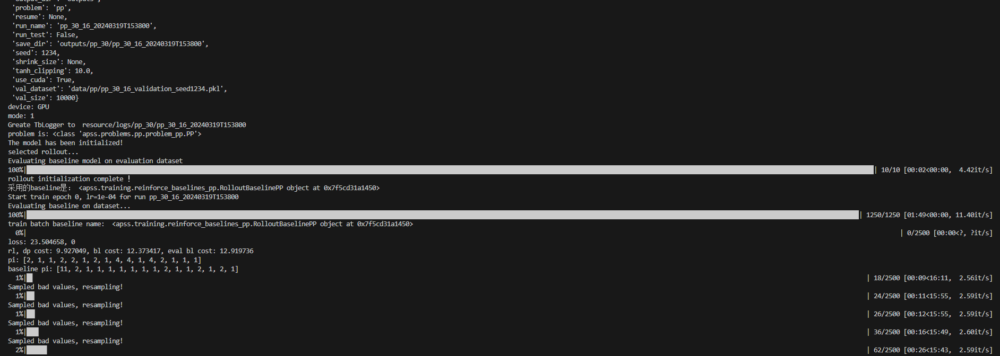 'problem': 'pp',
'resume': None,
'run_name': 'pp_30_16_20240319T153800',
'run_test': False,
'save_dir': 'outputs/pp_30/pp_30_16_20240319T153800',
'seed': 1234,
'shrink_size': None,
'tanh_clipping': 10.0,
'use_cuda': True,
'val_dataset': 'data/pp/pp_30_16_validation_seed1234.pkl',
'val_size': 10000}
device: GPU
mode: 1
Greate TbLogger to  resource/logs/pp_30/pp_30_16_20240319T153800
problem is: <class 'apss.problems.pp.problem_pp.PP'>
The model has been initialized!
selected rollout...
Evaluating baseline model on evaluation dataset
100%| | 10/10 [00:02<00:00,  4.42it/s]
rollout initialization complete !
采用的baseline是:  <apss.training.reinforce_baselines_pp.RolloutBaselinePP object at 0x7f5cd31a1450>
Start train epoch 0, lr=1e-04 for run pp_30_16_20240319T153800
Evaluating baseline on dataset...
100%| | 1250/1250 [01:49<00:00, 11.40it/s]
train batch baseline name:  <apss.training.reinforce_baselines_pp.RolloutBaselinePP object at 0x7f5cd31a1450>
0%| | 0/2500 [00:00<?, ?it/s]
loss: 23.504658, 0
rl, dp cost: 9.927049, bl cost: 12.373417, eval bl cost: 12.919736
pi: [2, 1, 1, 2, 2, 1, 2, 1, 4, 4, 1, 4, 2, 1, 1, 1]
baseline pi: [11, 2, 1, 1, 1, 1, 1, 1, 1, 2, 1, 1, 2, 1, 2, 1]
1%| | 18/2500 [00:09<16:11,  2.56it/s]
Sampled bad values, resampling!
1%| | 24/2500 [00:11<15:55,  2.59it/s]
Sampled bad values, resampling!
1%| | 26/2500 [00:12<15:55,  2.59it/s]
Sampled bad values, resampling!
1%| | 36/2500 [00:16<15:49,  2.60it/s]
Sampled bad values, resampling!
2%| | 62/2500 [00:26<15:43,  2.59it/s]